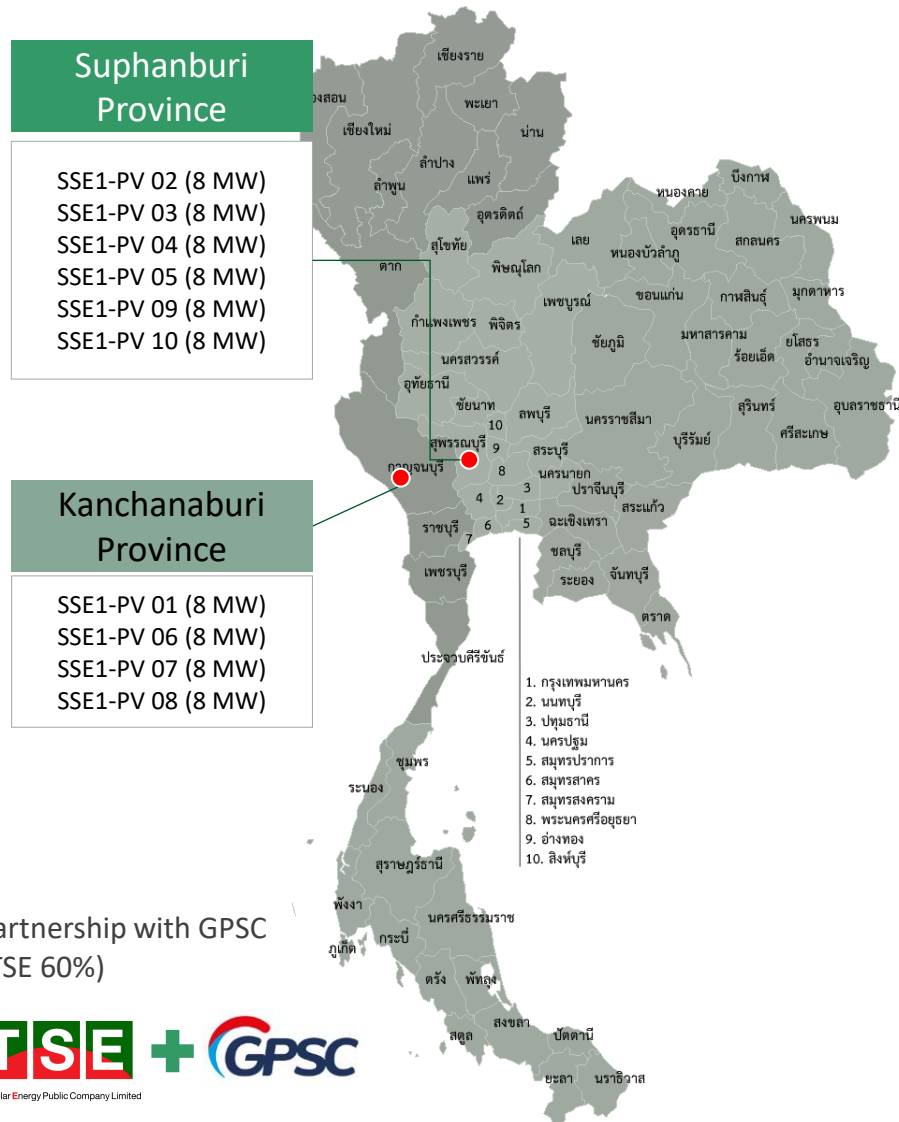 Suphanburi
Province
SSE1-PV 02 (8 MW)
SSE1-PV 03 (8 MW)
SSE1-PV 04 (8 MW)
SSE1-PV 05 (8 MW)
SSE1-PV 09 (8 MW)
SSE1-PV 10 (8 MW)
Kanchanaburi
Province
SSE1-PV 01 (8 MW)
SSE1-PV 06 (8 MW)
SSE1-PV 07 (8 MW)
SSE1-PV 08 (8 MW)
เชียงราย
องสอน
พะเยา
เชียงใหม่
น่าน
ลำปาง
ลำพูน
แพร่
อุตรดิตถ์
สุโขทัย
ตาก
พิษณุโลก
เลย
หนองคาย
บึงกาฬ
นครพนม
อุดรธานี
สกลนคร
หนองบัวลำภู
เพชบูรณ์
ขอนแก่น
กาฬสินธุ์
มุกดาหาร
กำแพงเพชร
พิจิตร
ชัยภูมิ
มหาสารคาม
ยโสธร
ร้อยเอ็ด
อำนาจเจริญ
นครสวรรค์
อุทัยธานี
ชัยนาท
ลพบุรี
นครราชสีมา
สุรินทร์
อุบลราชธานี
บุรีรัมย์
ศรีสะเกษ
10
สุพรรณบุรี
9
สระบุรี
กาญจนบุรี
8
นครนายก
3
ปราจีนบุรี
4
2
1
สระแก้ว
ราชบุรี
6
5
ฉะเชิงเทรา
7
ชลบุรี
เพชรบุรี
ระยอง
จันทบุรี
ตราด
ประจวบคีรีขันธ์
1. กรุงเทพมหานคร
2. นนทบุรี
3. ปทุมธานี
4. นครปฐม
5. สมุทรปราการ
6. สมุทรสาคร
7. สมุทรสงคราม
8. พระนครศรีอยุธยา
9. อ่างทอง
10. สิงห์บุรี
ชุมพร
ระนอง
สุราษฎร์ธานี
พังงา
นครศรีธรรมราช
ภูเก็ต
กระบี่
ตรัง
พัทลุง
สตูล
สงขลา
ปัตตานี
ยะลา
นราธิวาส
artnership with GPSC
TSE 60%)
TSE
lar Energy Public Company Limited
GPSC